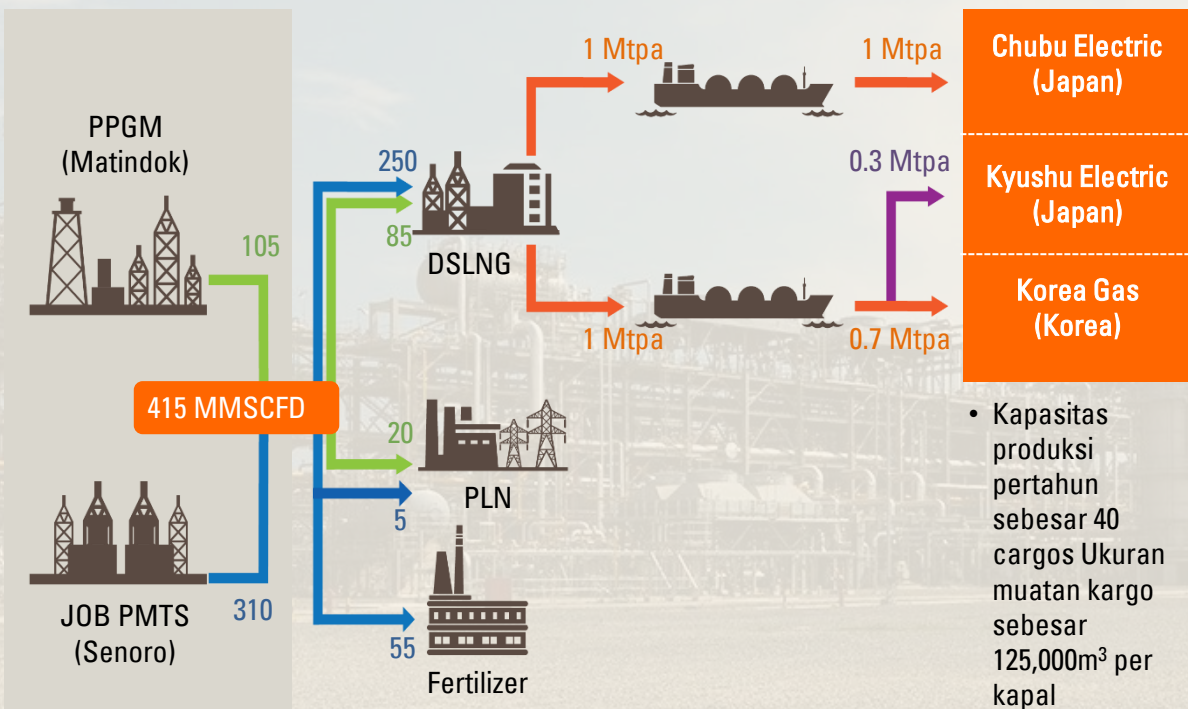 PPGM
(Matindok)
105
415 MMSCFD
310
JOB PMTS
(Senoro)
250
85
DSLNG
20
PLN
5
55
Fertilizer
1 Mtpa
1 Mtpa
1 Mtpa
0.3 Mtpa
0.7 Mtpa
Chubu Electric
(Japan)
Kyushu Electric
(Japan)
Korea Gas
(Korea)
• Kapasitas
produksi
pertahun
sebesar 40
cargos Ukuran
muatan kargo
sebesar
125,000m³ per
kapal